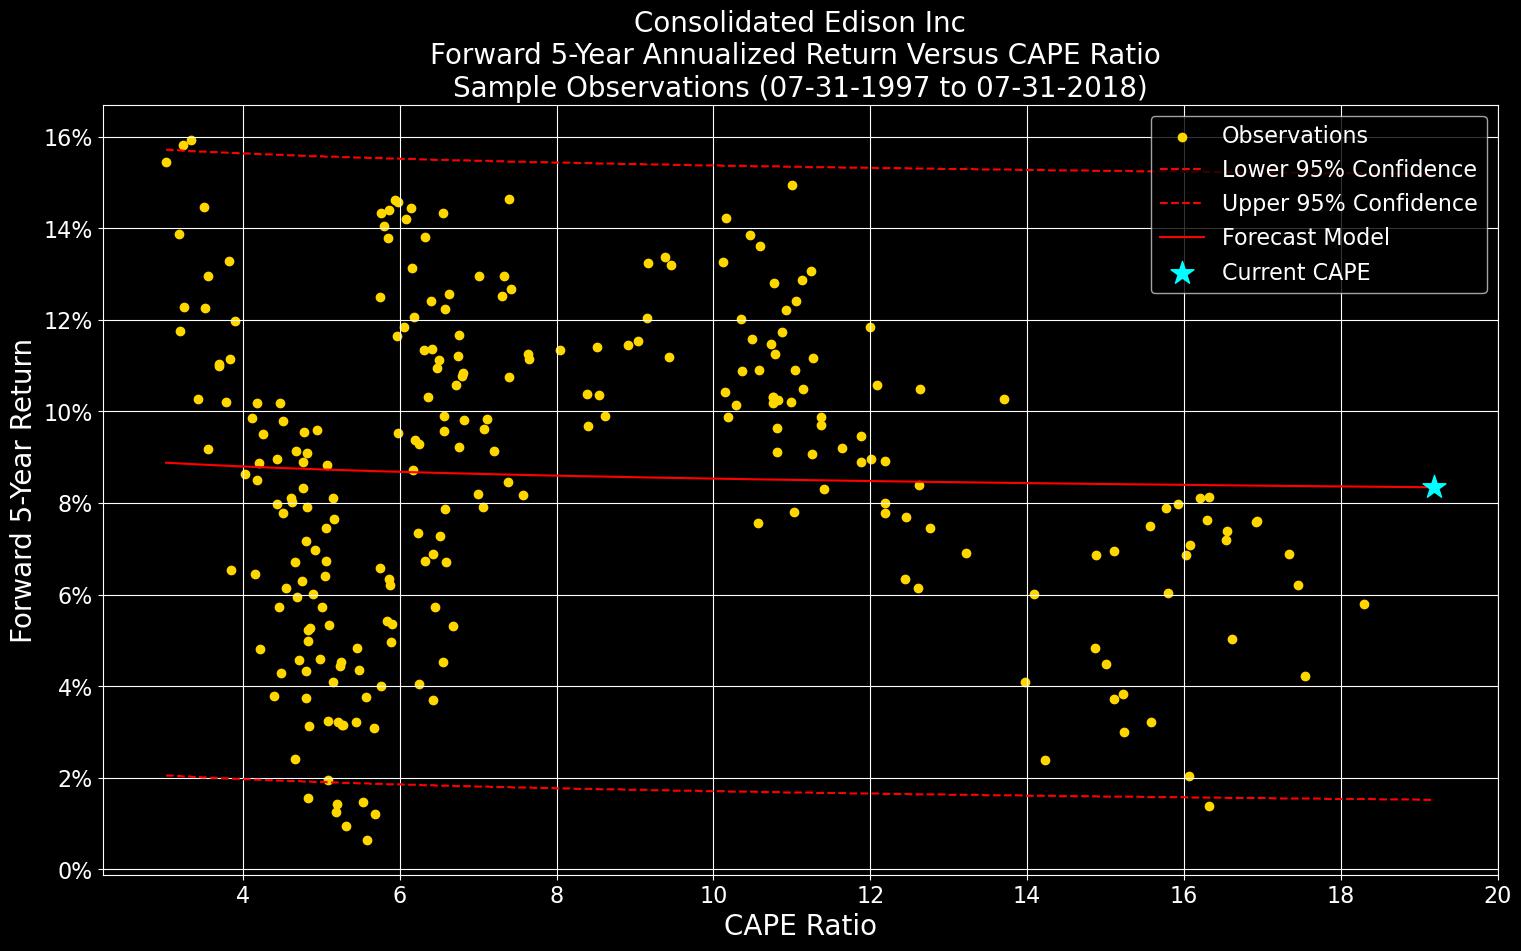 Consolidated Edison Inc
Forward 5-Year Annualized Return Versus CAPE Ratio
Sample Observations (07-31-1997 to 07-31-2018)
Observations
Lower 95% Confidence
Upper 95% Confidence
Forecast Model
Current CAPE
Forward 5-Year Return
16%
14%
12%
10%
8%
6%
4%
2%
0%
4 6 8 10 12 14 16 18 20
CAPE Ratio